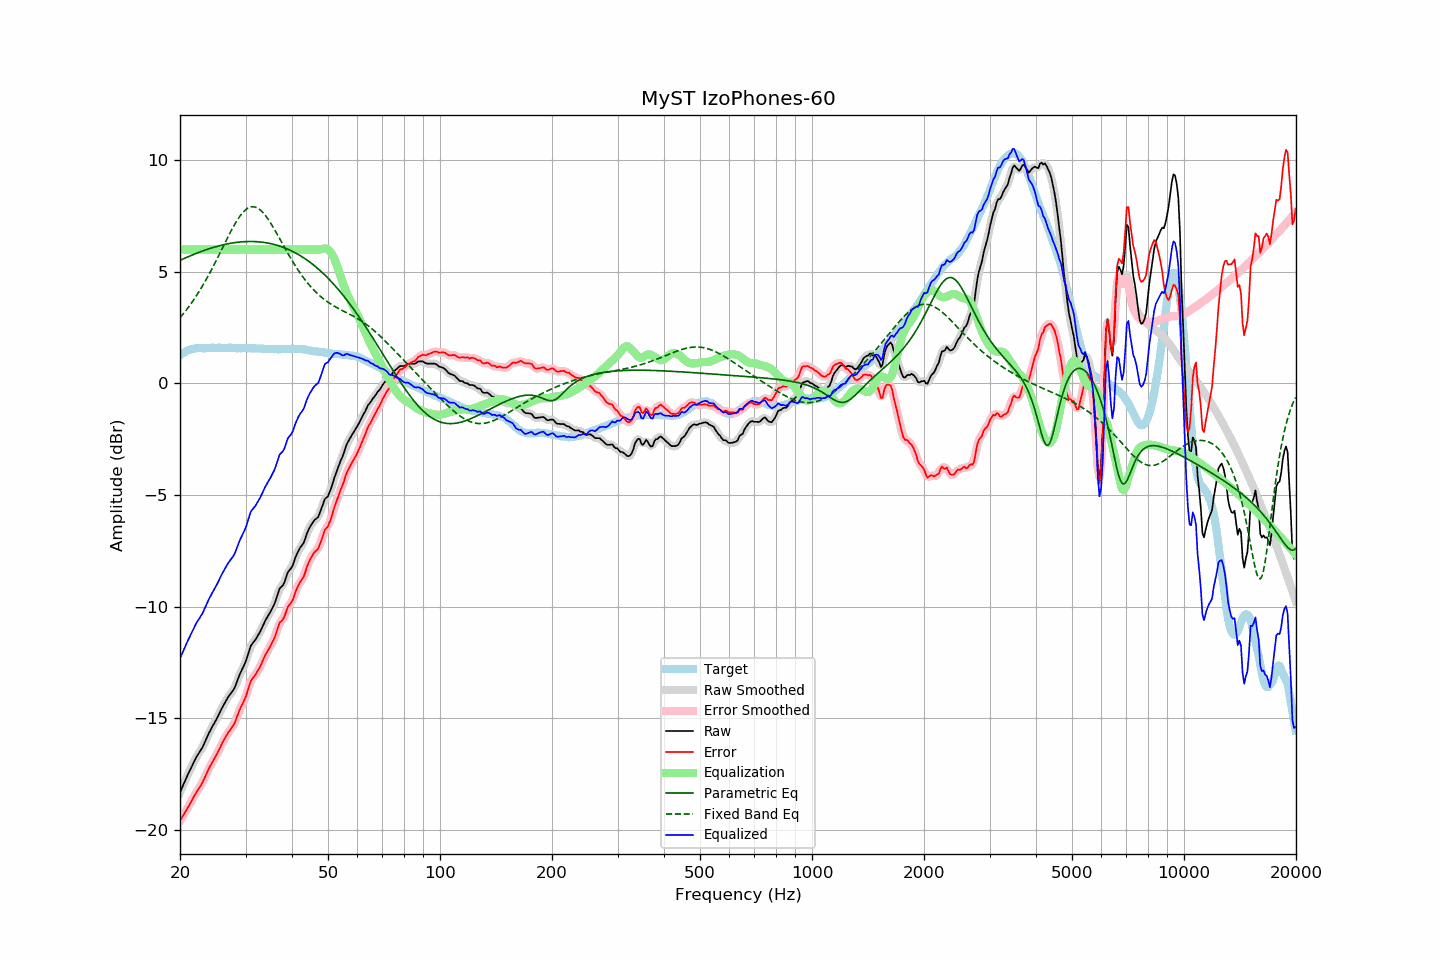 MyST IzoPhones-60
Amplitude (dBr)
10
5
0
−5
−10
−15
−20
Target
Raw Smoothed
Error Smoothed
Raw
Error
Equalization
Parametric Eq
Fixed Band Eq
Equalized
20 50 100 200 500 1000 2000 5000 10000 20000
Frequency (Hz)